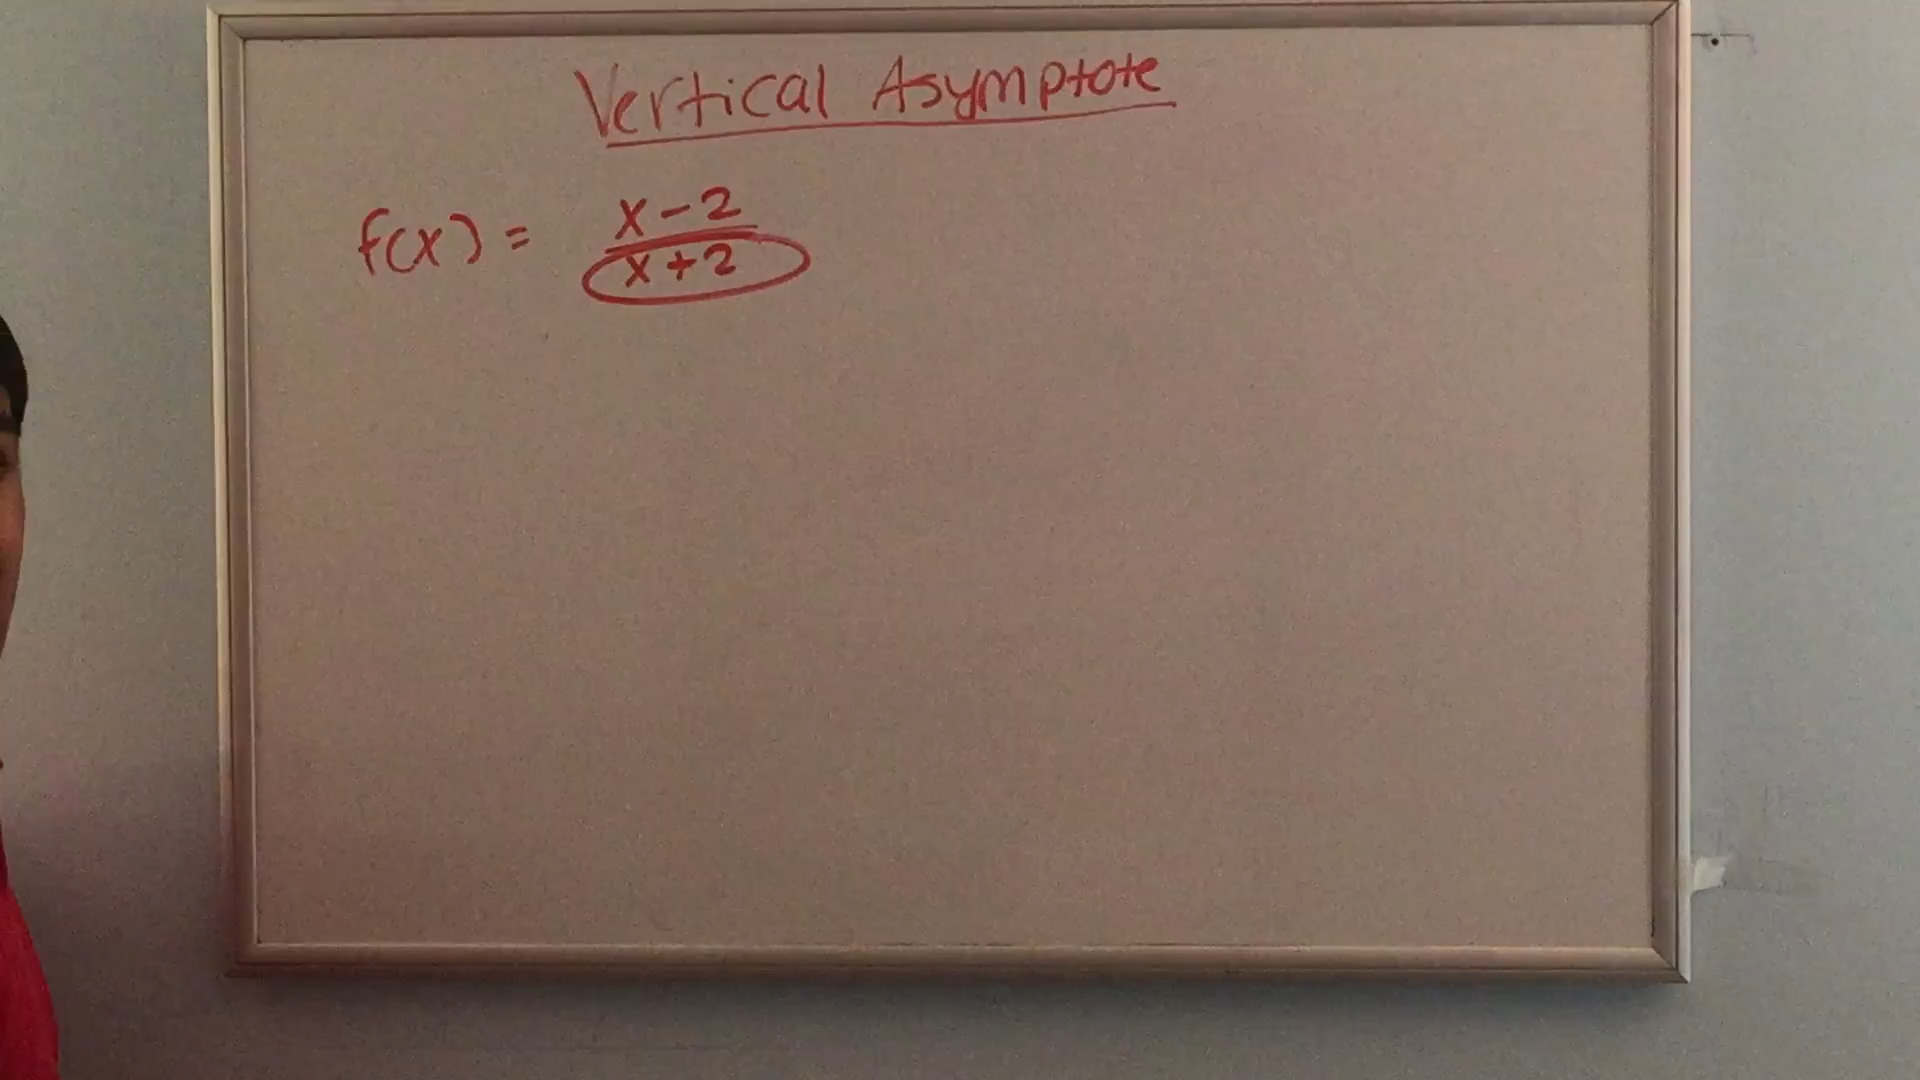 Vertical Asymptote
f(x) = x-2
x+2